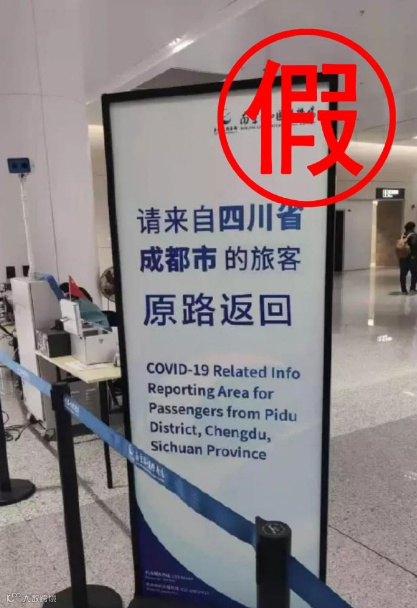 假
请来自四川省
成都市的旅客
原路返回
COVID-19 Related Info
Reporting Area for
Passengers from Pidu
District, Chengdu,
Sichuan Province